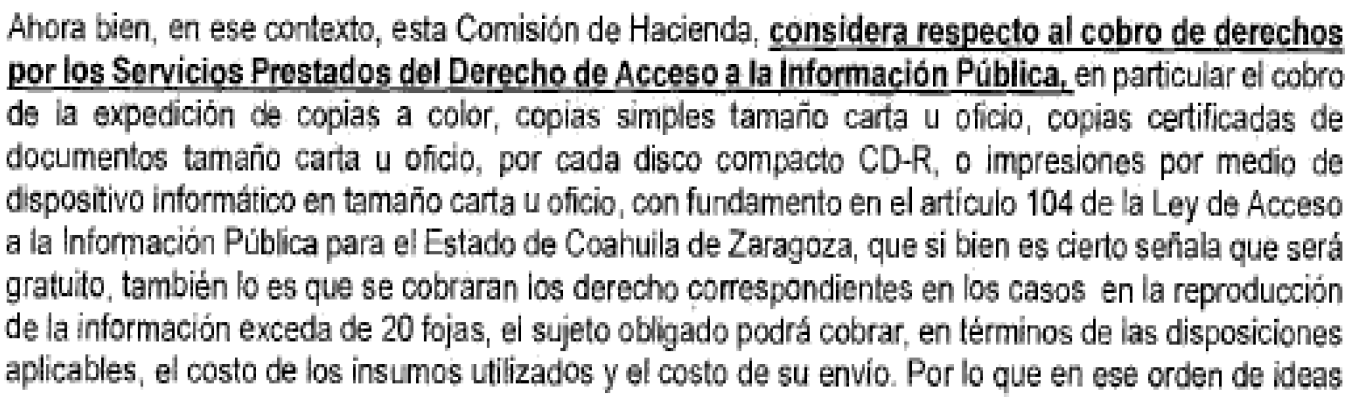 Ahora bien, en ese contexto, esta Comisión de Hacienda, considera respecto al cobro de derechos
por los Servicios Prestados del Derecho de Acceso a la Información Pública, en particular el cobro
de la expedición de copias a color, copias simples tamaño carta u oficio, copias certificadas de
documentos tamaño carta u oficio, por cada disco compacto CD-R, o impresiones por medio de
dispositivo informático en tamaño carta u oficio, con fundamento en el artículo 104 de la Ley de Acceso
a la Información Pública para el Estado de Coahuila de Zaragoza, que si bien es cierto señala que será
gratuito, también lo es que se cobraran los derecho correspondientes en los casos en la reproducción
de la información exceda de 20 fojas, el sujeto obligado podrá cobrar, en términos de las disposiciones
aplicables, el costo de los insumos utilizados y el costo de su envío. Por lo que en ese orden de ideas